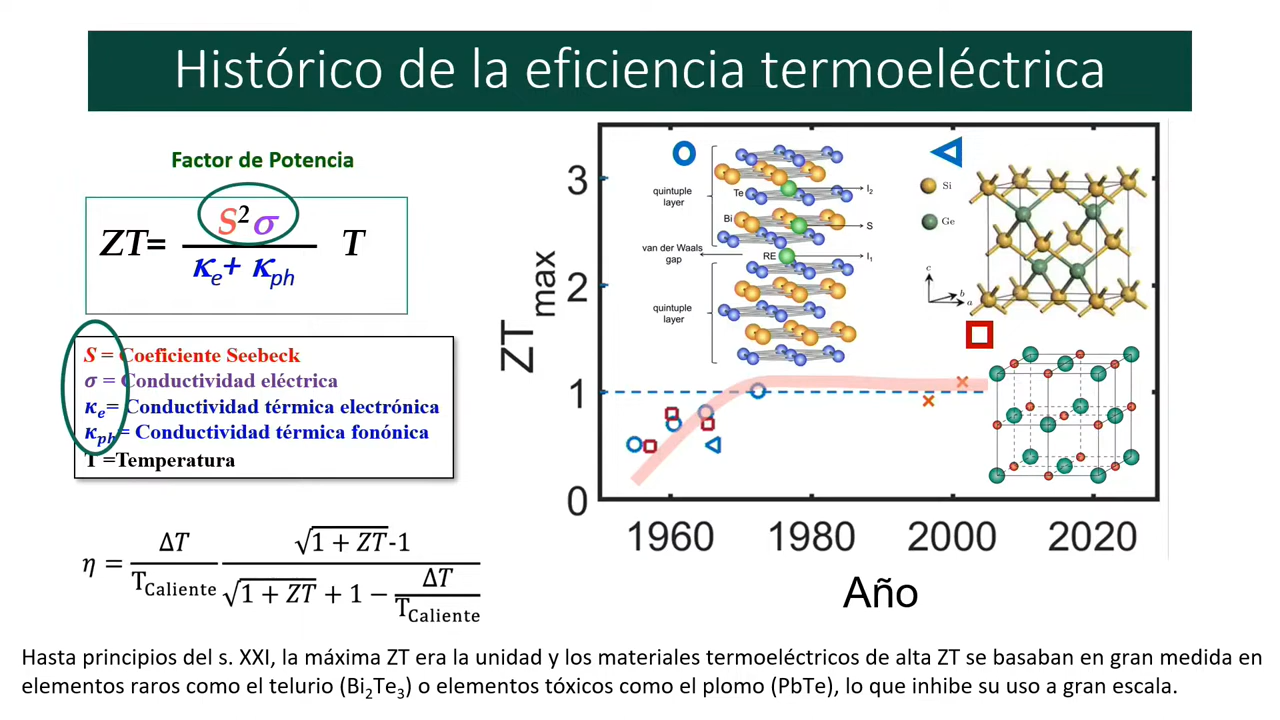 Histórico de la eficiencia termoeléctrica
Factor de Potencia
ZT= S²σ / κe+ κph T
S = Coeficiente Seebeck
σ = Conductividad eléctrica
κe= Conductividad térmica electrónica
κph= Conductividad térmica fonónica
T =Temperatura
η = ΔT / TCaliente √1 + ZT-1 / √1 + ZT + 1 − ΔT / TCaliente
ZTmax
3
2
1
0
1960
1980
2000
2020
Año
quintuple
layer
Te
I2
Bi
S
van der Waals
gap
RE
I1
quintuple
layer
Si
Ge
c
b
a
Hasta principios del s. XXI, la máxima ZT era la unidad y los materiales termoeléctricos de alta ZT se basaban en gran medida en
elementos raros como el telurio (Bi2Te3) o elementos tóxicos como el plomo (PbTe), lo que inhibe su uso a gran escala.